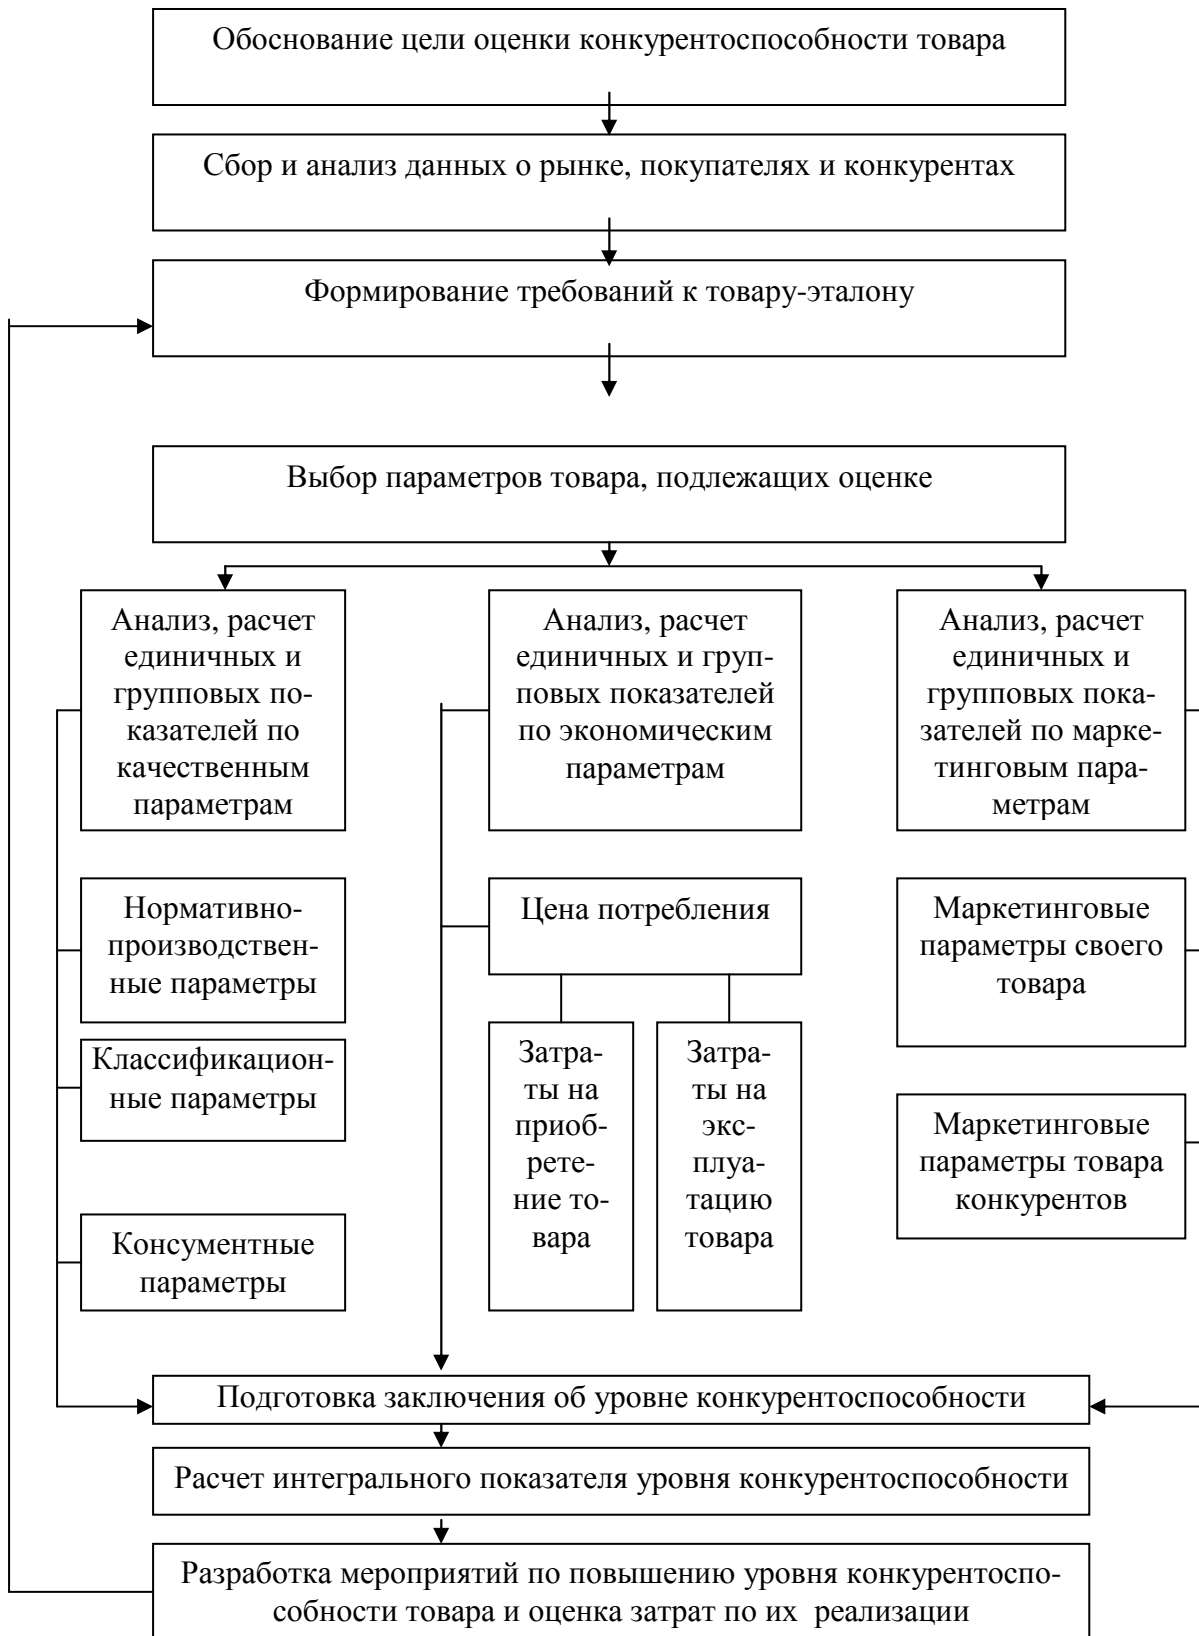 Обоснование цели оценки конкурентоспособности товара
Сбор и анализ данных о рынке, покупателях и конкурентах
Формирование требований к товару-эталону
Выбор параметров товара, подлежащих оценке
Анализ, расчет
единичных и
групповых по-
казателей по
качественным
параметрам
Анализ, расчет
единичных и груп-
повых показателей
по экономическим
параметрам
Анализ, расчет
единичных и
групповых пока-
зателей по марке-
тинговым пара-
метрам
Нормативно-
производствен-
ные параметры
Классификацион-
ные параметры
Консументные
параметры
Цена потребления
Затра-
ты на
приоб-
рете-
ние то-
вара
Затра-
ты на
экс-
плуа-
тацию
товара
Маркетинговые
параметры своего
товара
Маркетинговые
параметры товара
конкурентов
Подготовка заключения об уровне конкурентоспособности
Расчет интегрального показателя уровня конкурентоспособности
Разработка мероприятий по повышению уровня конкурентоспо-
собности товара и оценка затрат по их  реализации